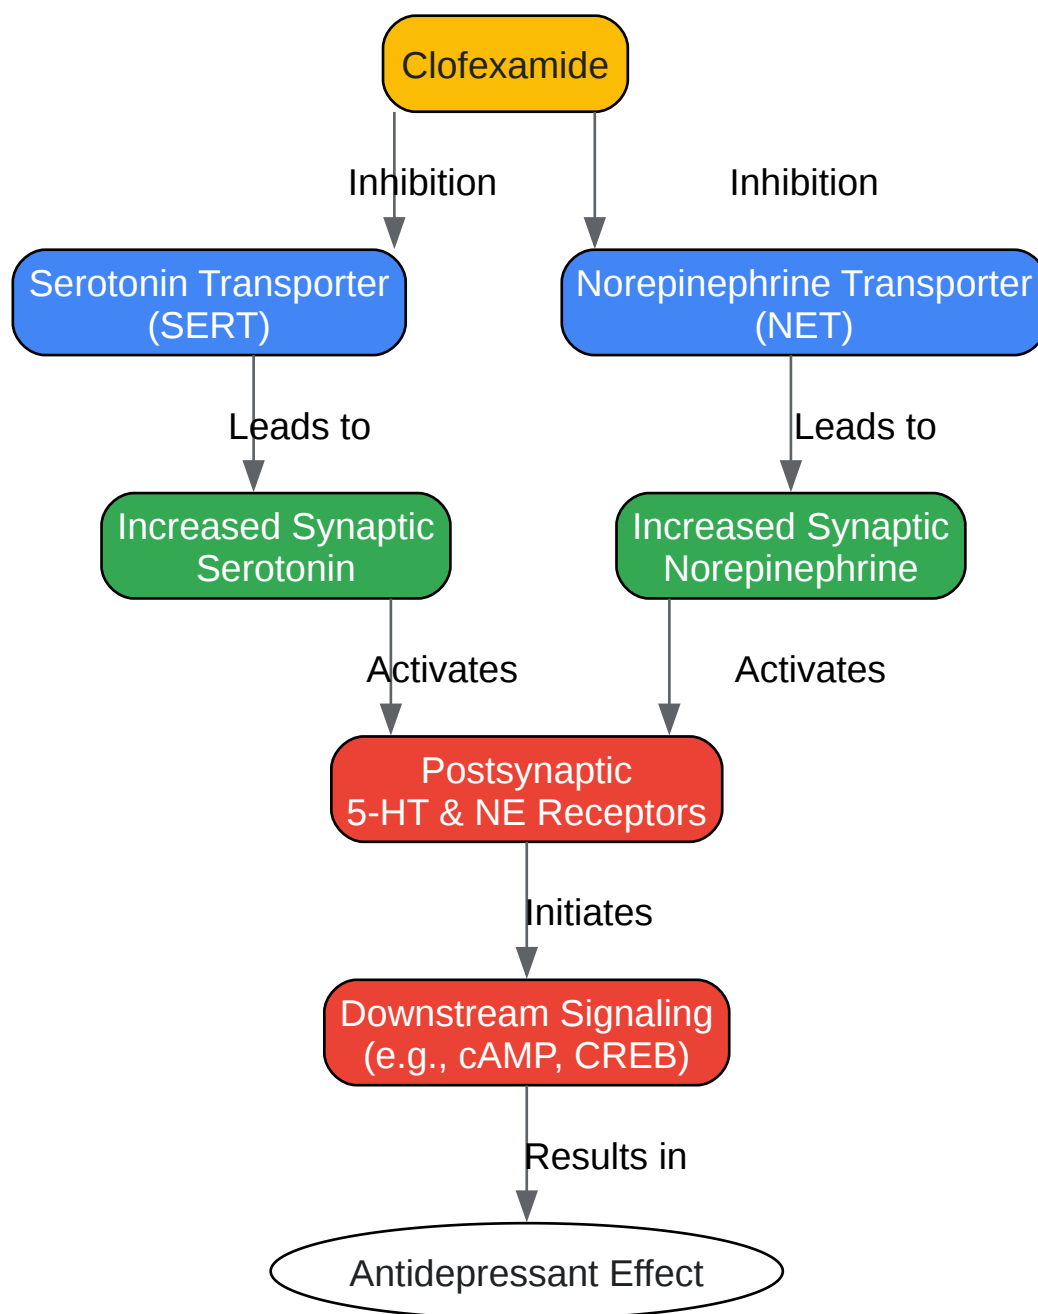 Clofexamide
Inhibition
Inhibition
Serotonin Transporter
(SERT)
Norepinephrine Transporter
(NET)
Leads to
Leads to
Increased Synaptic
Serotonin
Increased Synaptic
Norepinephrine
Activates
Activates
Postsynaptic
5-HT & NE Receptors
Initiates
Downstream Signaling
(e.g., cAMP, CREB)
Results in
Antidepressant Effect